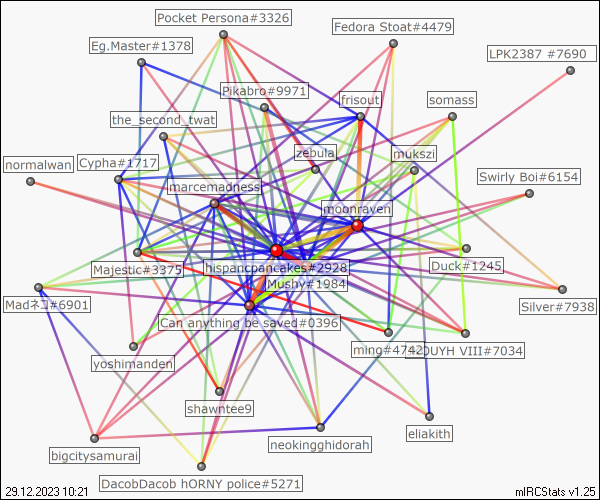 Pocket Persona#3326
Fedora Stoat#4479
Eg.Master#1378
LPK2387 #7690
Pikabro#9971
frisout
somass
the_second_twat
zebula
mukszi
normalwan
Cypha#1717
Swirly Boi#6154
marcemadness
moonraven
Majestic#3375
hispancpancakes#2928
Duck#1245
Mushy#1984
Madネコ#6901
Silver#7938
Can anything be saved#0396
ming#4742
OUYH VIII#7034
yoshimanden
shawntee9
eliakith
neokingghidorah
bigcitysamurai
DacobDacob hORNY police#5271
29.12.2023 10:21
mIRCStats v1.25